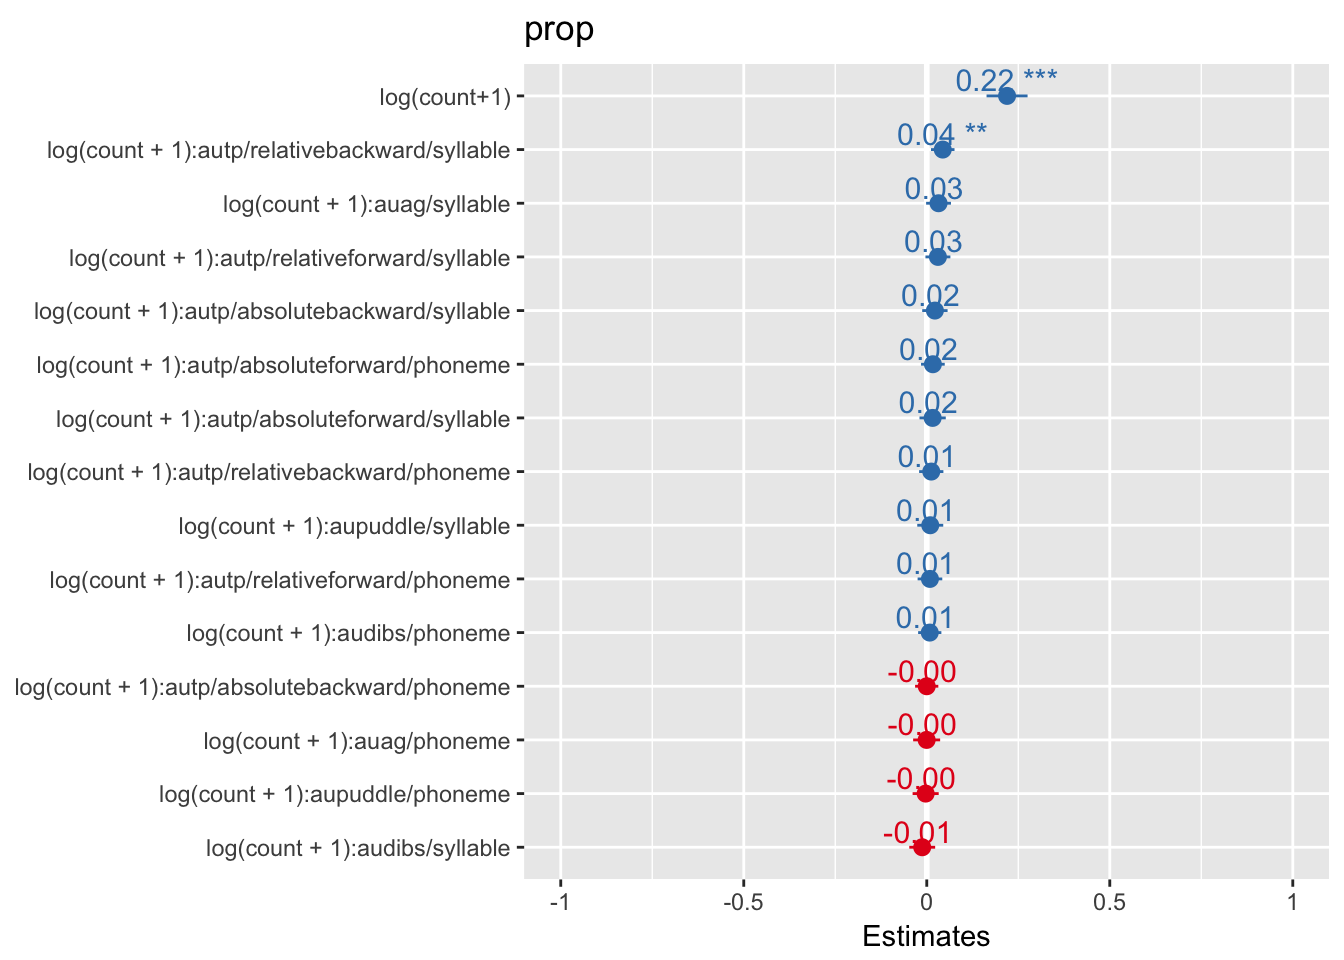 prop
log(count+1)
0.22 ***
log(count + 1):autp/relativebackward/syllable
0.04 **
log(count + 1):auag/syllable
0.03
log(count + 1):autp/relativeforward/syllable
0.03
log(count + 1):autp/absolutebackward/syllable
0.02
log(count + 1):autp/absoluteforward/phoneme
0.02
log(count + 1):autp/absoluteforward/syllable
0.02
log(count + 1):autp/relativebackward/phoneme
0.01
log(count + 1):aupuddle/syllable
0.01
log(count + 1):autp/relativeforward/phoneme
0.01
log(count + 1):audibs/phoneme
0.01
log(count + 1):autp/absolutebackward/phoneme
-0.00
log(count + 1):auag/phoneme
-0.00
log(count + 1):aupuddle/phoneme
-0.00
log(count + 1):audibs/syllable
-0.01
-1 -0.5 0 0.5 1
Estimates